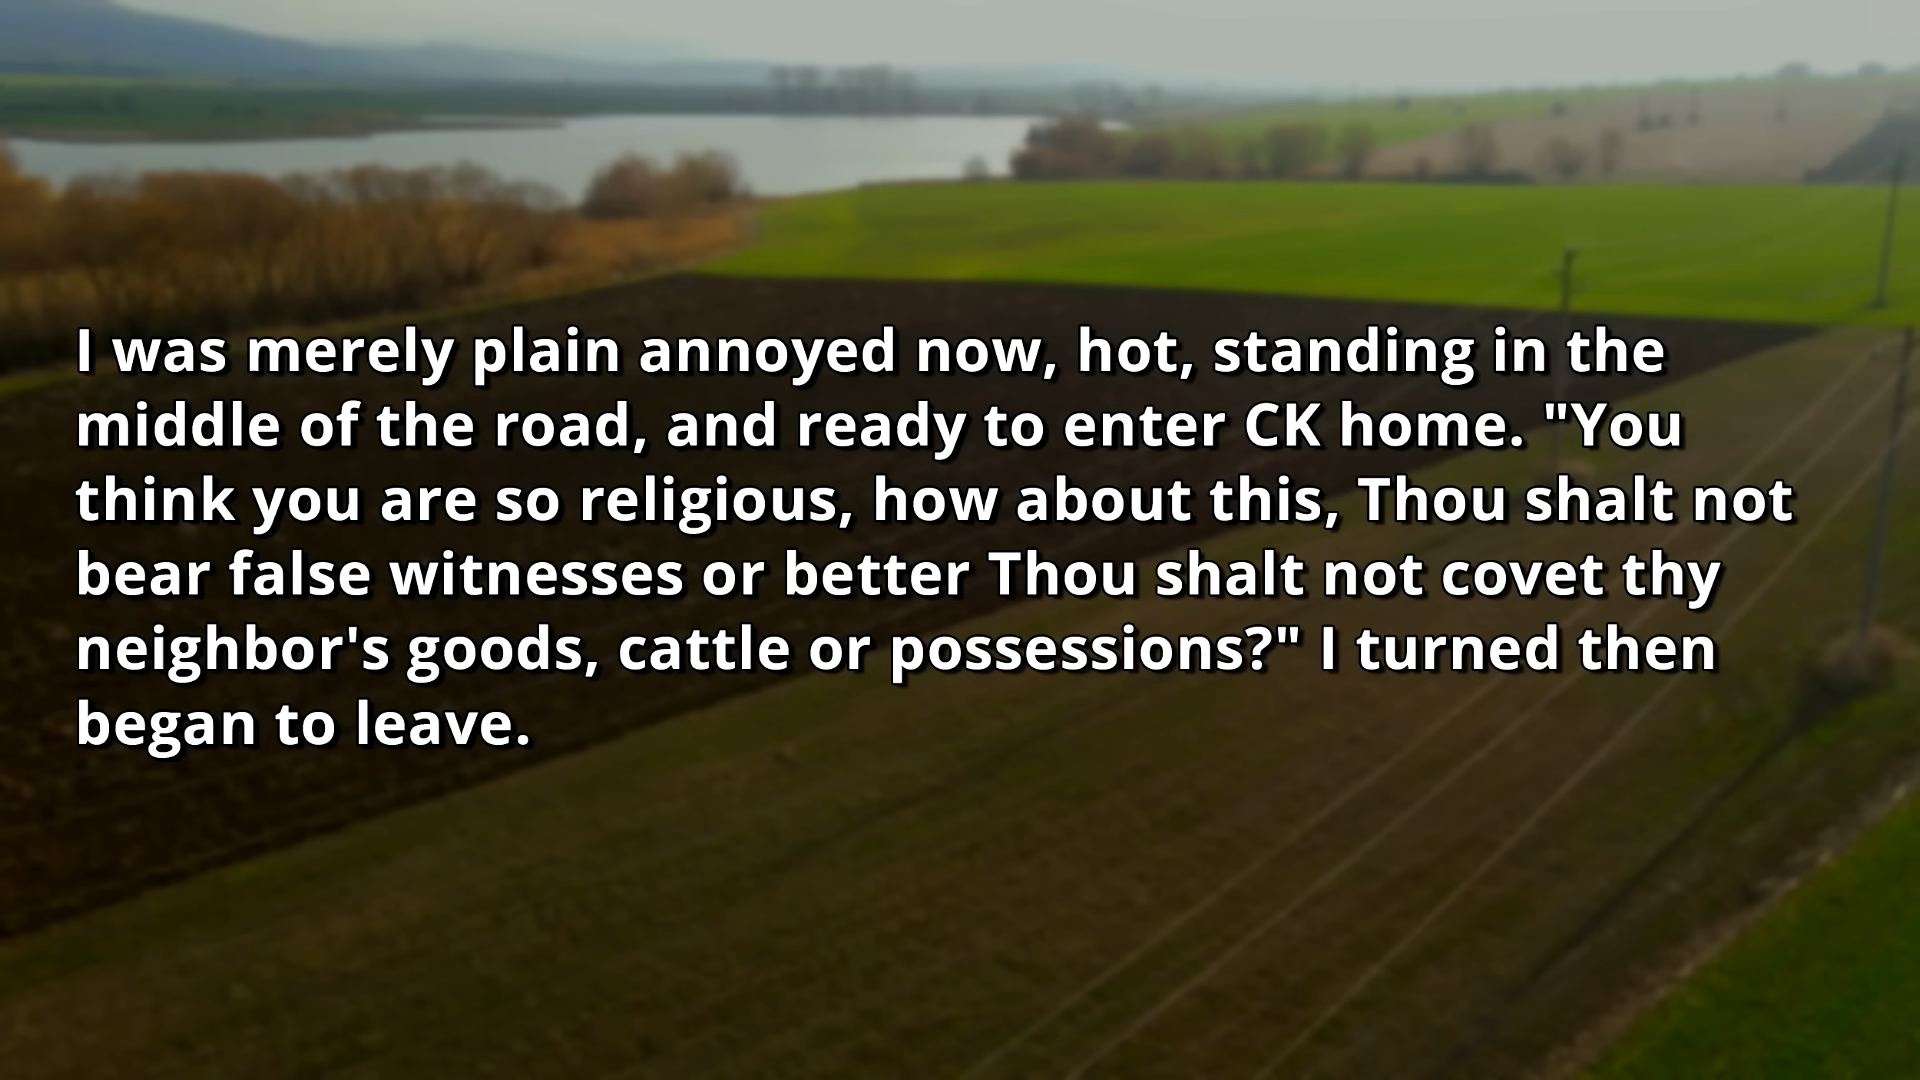 I was merely plain annoyed now, hot, standing in the
middle of the road, and ready to enter CK home. "You
think you are so religious, how about this, Thou shalt not
bear false witnesses or better Thou shalt not covet thy
neighbor's goods, cattle or possessions?" I turned then
began to leave.